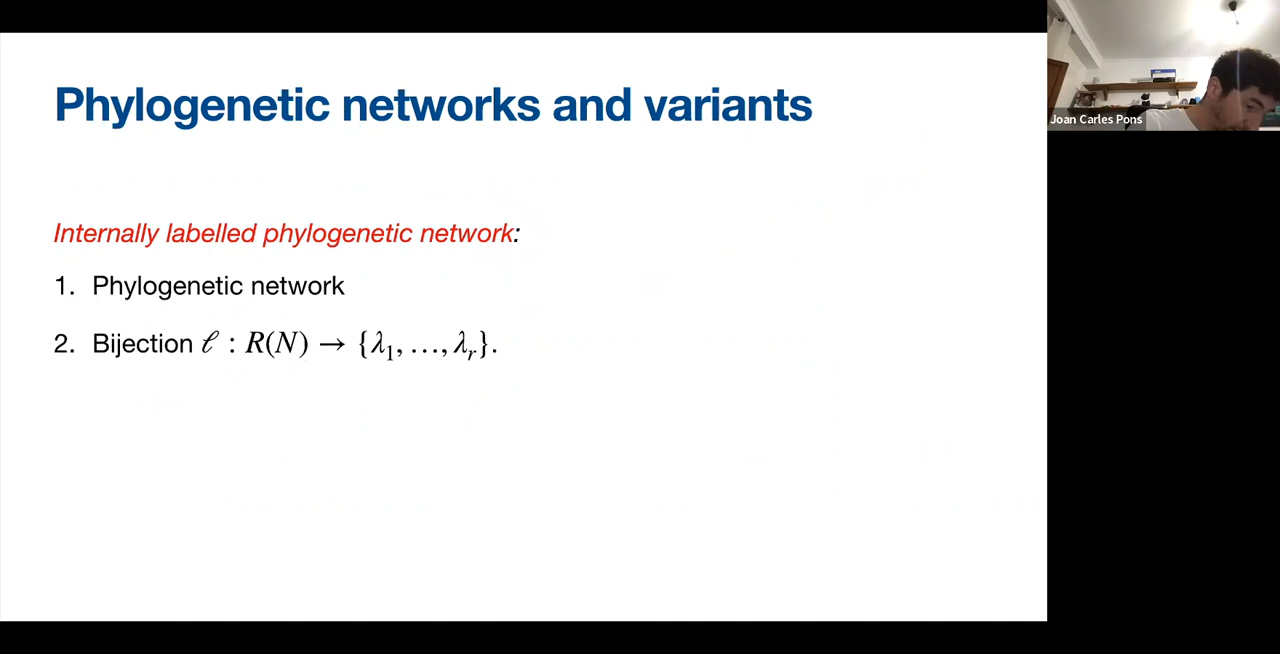 Phylogenetic networks and variants
Joan Carles Pons
Internally labelled phylogenetic network:
1. Phylogenetic network
2. Bijection ℓ : R(N) → {λ₁, …, λᵣ}.